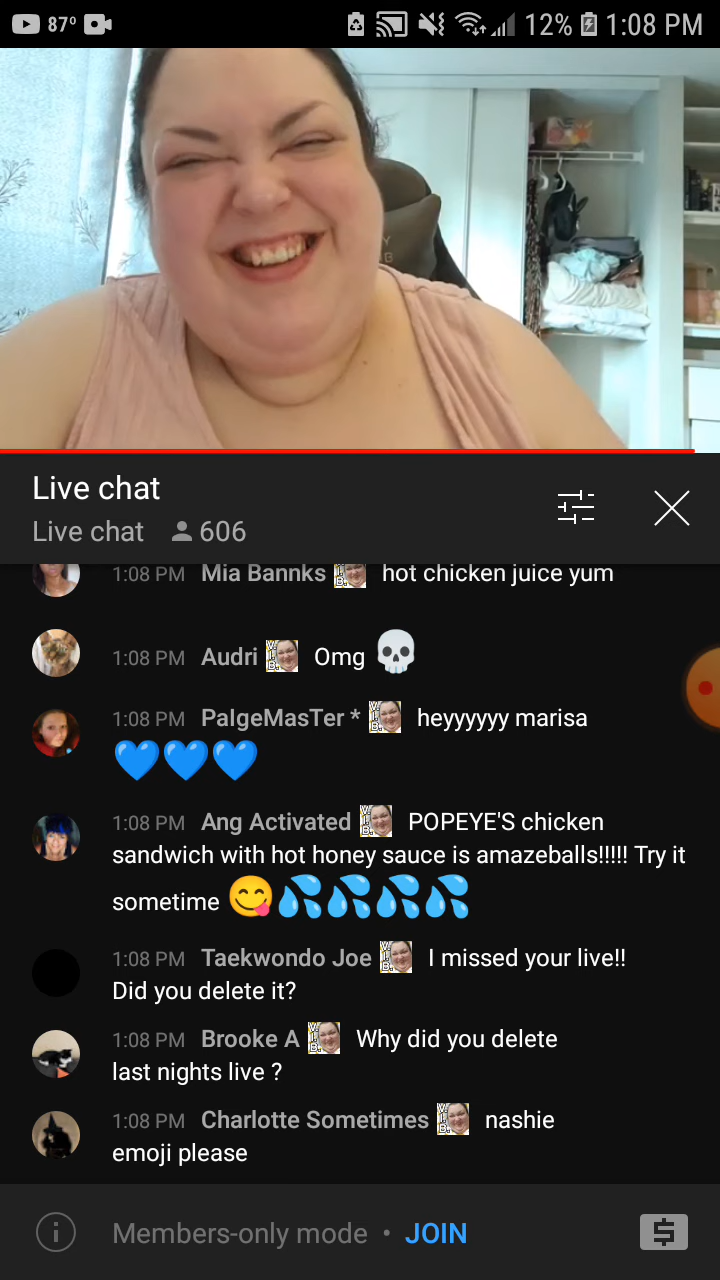 87° 12% 1:08 PM
Live chat
Live chat 606
1:08 PM Mia Bannks hot chicken juice yum
1:08 PM Audri Omg 💀
1:08 PM PalgeMasTer * heyyyyyy marisa
💙💙💙
1:08 PM Ang Activated POPEYE'S chicken
sandwich with hot honey sauce is amazeballs!!!!! Try it
sometime 😋💦💦💦💦
1:08 PM Taekwondo Joe I missed your live!!
Did you delete it?
1:08 PM Brooke A Why did you delete
last nights live ?
1:08 PM Charlotte Sometimes nashie
emoji please
Members-only mode • JOIN